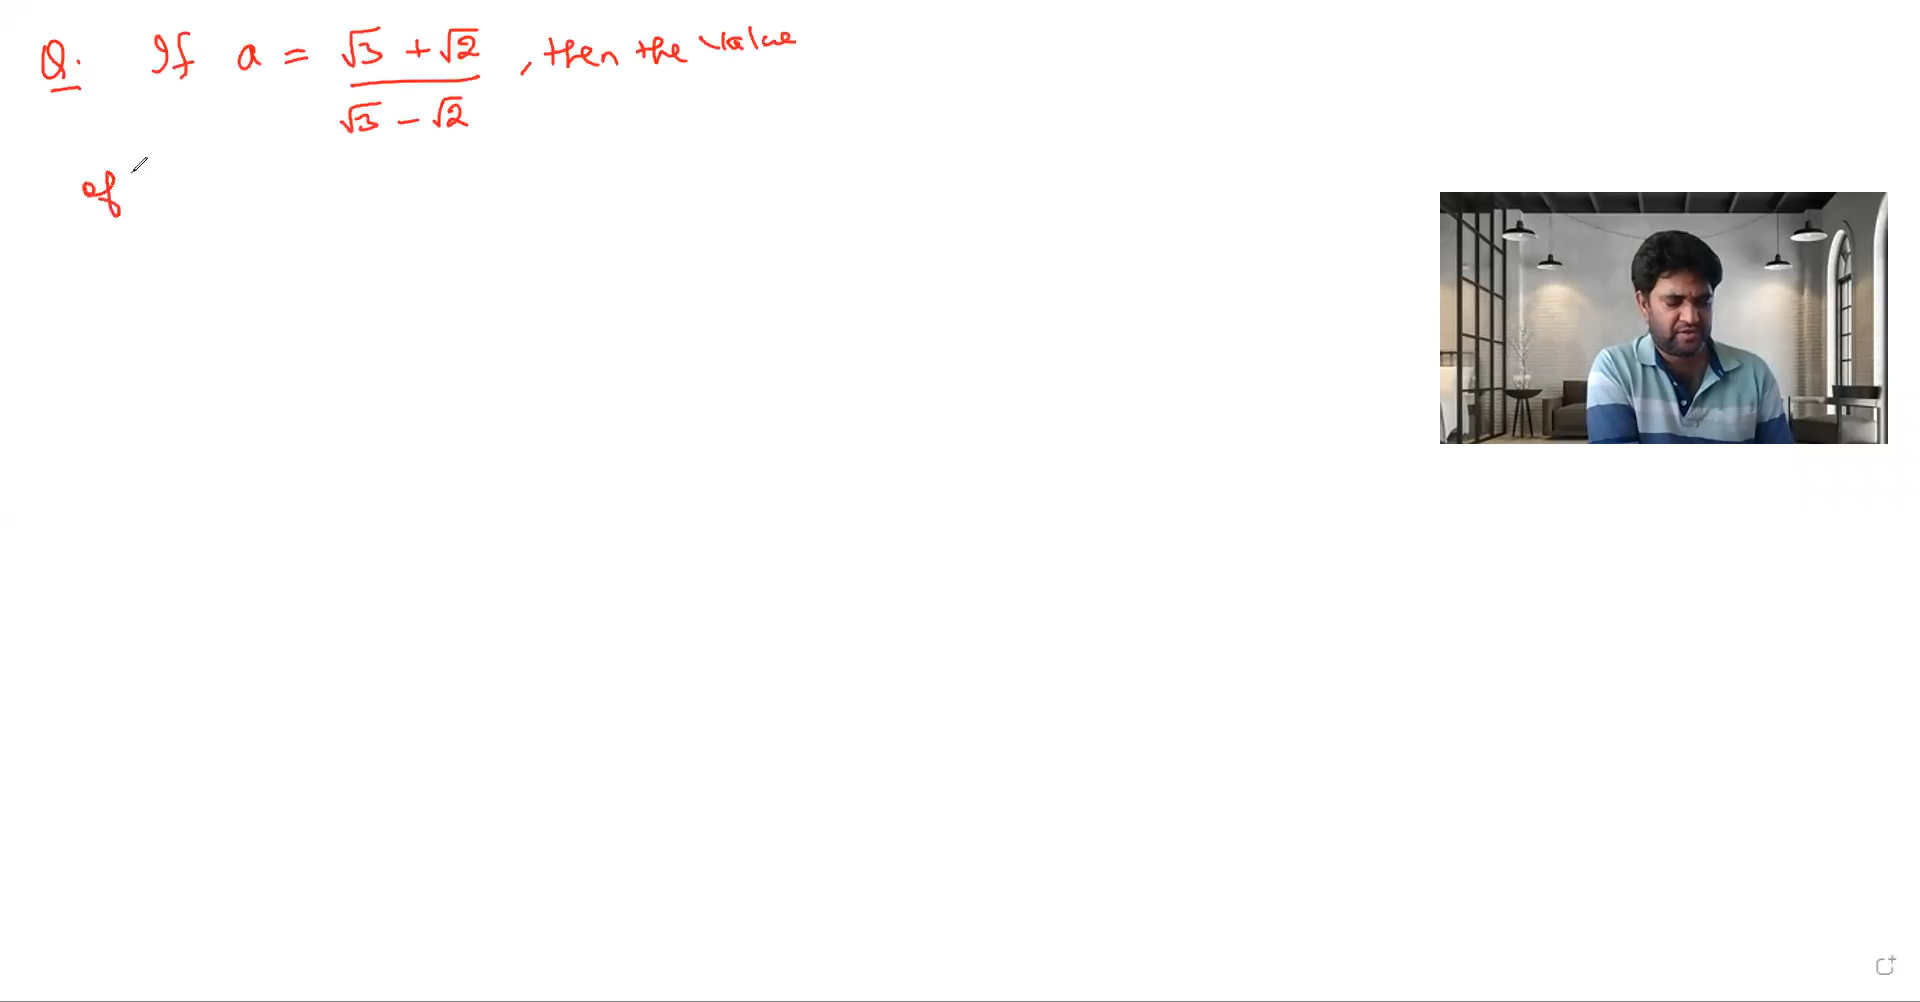 Q. If a = (√3 + √2)/(√3 − √2), then the value
of